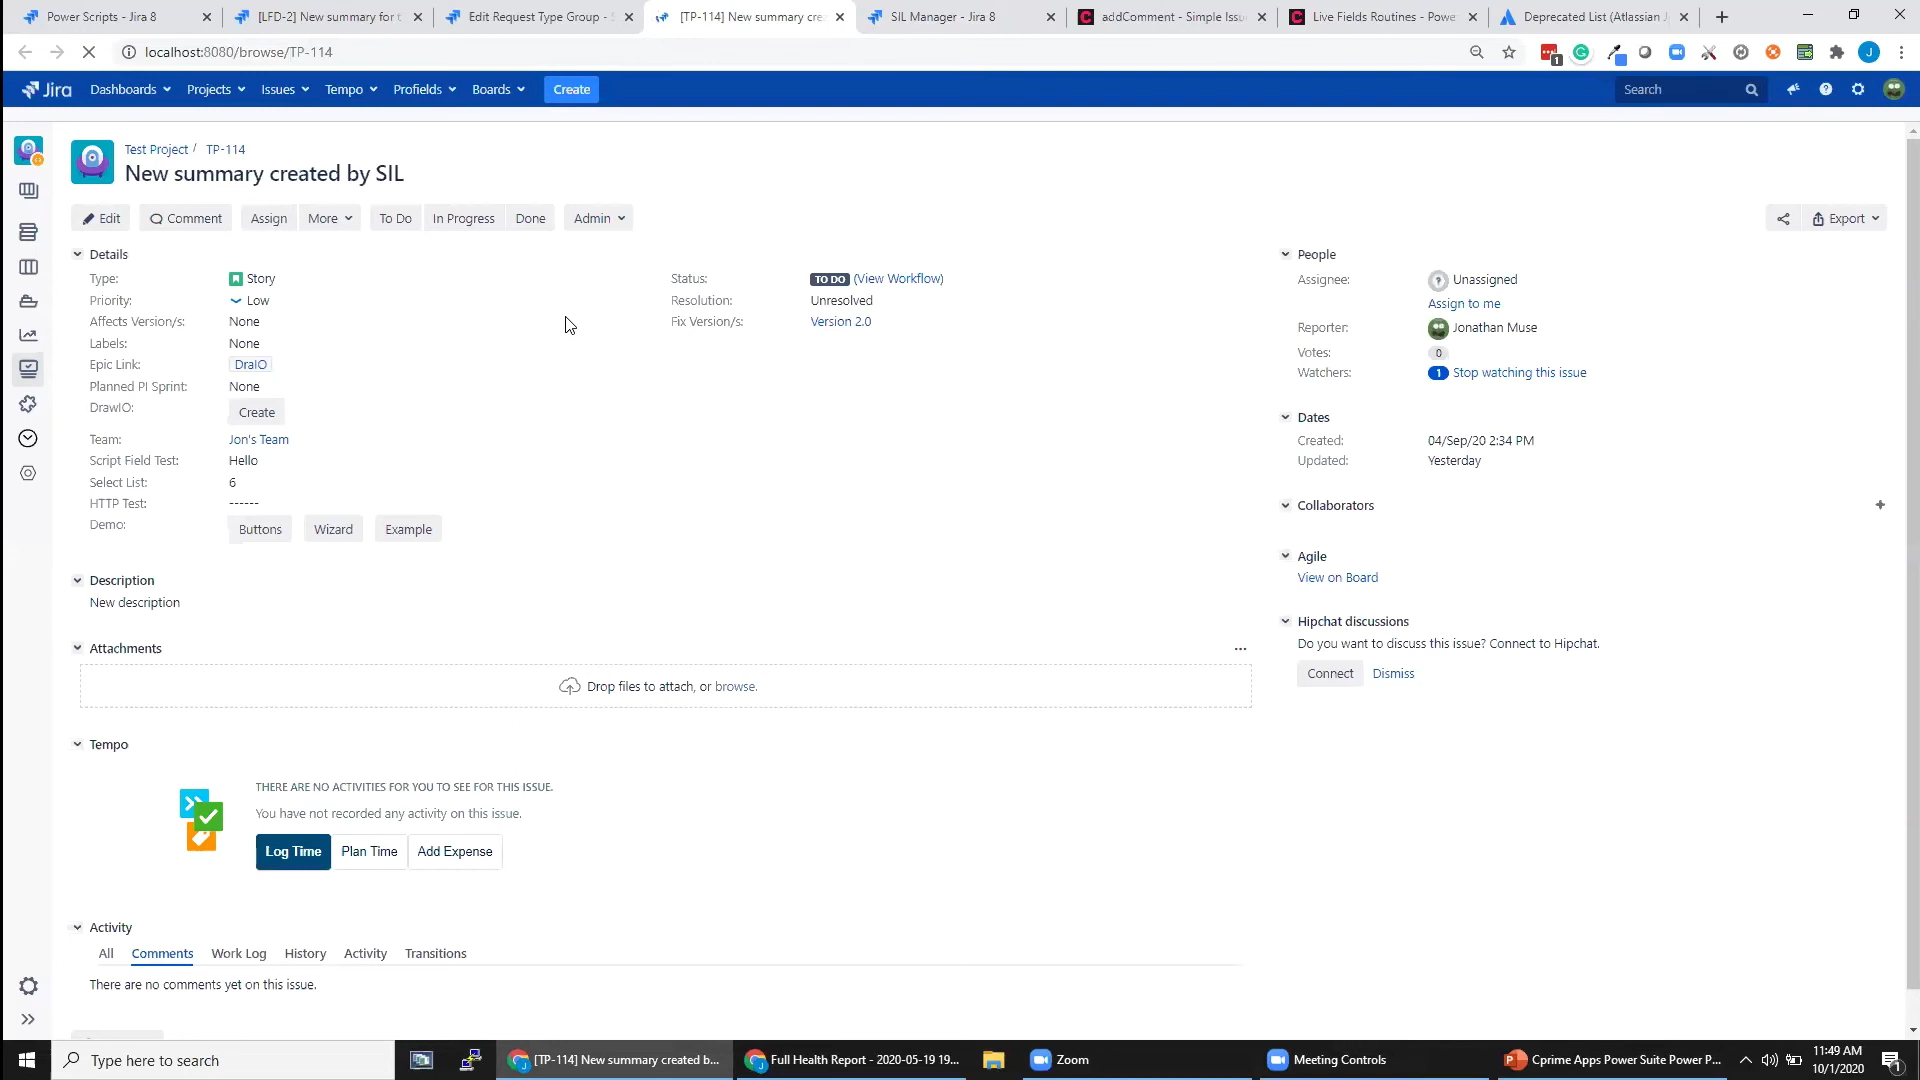 Power Scripts - Jira 8
[LFD-2] New summary for t
Edit Request Type Group - S
[TP-114] New summary cre
SIL Manager - Jira 8
addComment - Simple Issu
Live Fields Routines - Powe
Deprecated List (Atlassian J
localhost:8080/browse/TP-114
1
J
Jira
Dashboards
Projects
Issues
Tempo
Profields
Boards
Create
Search
Test Project / TP-114
New summary created by SIL
Edit
Comment
Assign
More
To Do
In Progress
Done
Admin
Export
Details
Type: Story
Priority: Low
Affects Version/s: None
Labels: None
Epic Link: DraIO
Planned PI Sprint: None
DrawIO: Create
Team: Jon's Team
Script Field Test: Hello
Select List: 6
HTTP Test: ------
Demo: Buttons Wizard Example
Status: TO DO (View Workflow)
Resolution: Unresolved
Fix Version/s: Version 2.0
People
Assignee: Unassigned
Assign to me
Reporter: Jonathan Muse
Votes: 0
Watchers: 1 Stop watching this issue
Dates
Created: 04/Sep/20 2:34 PM
Updated: Yesterday
Collaborators
Agile
View on Board
Hipchat discussions
Do you want to discuss this issue? Connect to Hipchat.
Connect Dismiss
Description
New description
Attachments
Drop files to attach, or browse.
Tempo
THERE ARE NO ACTIVITIES FOR YOU TO SEE FOR THIS ISSUE.
You have not recorded any activity on this issue.
Log Time Plan Time Add Expense
Activity
All Comments Work Log History Activity Transitions
There are no comments yet on this issue.
Type here to search
[TP-114] New summary created b...
Full Health Report - 2020-05-19 19...
Zoom
Meeting Controls
Cprime Apps Power Suite Power P...
11:49 AM
10/1/2020
1